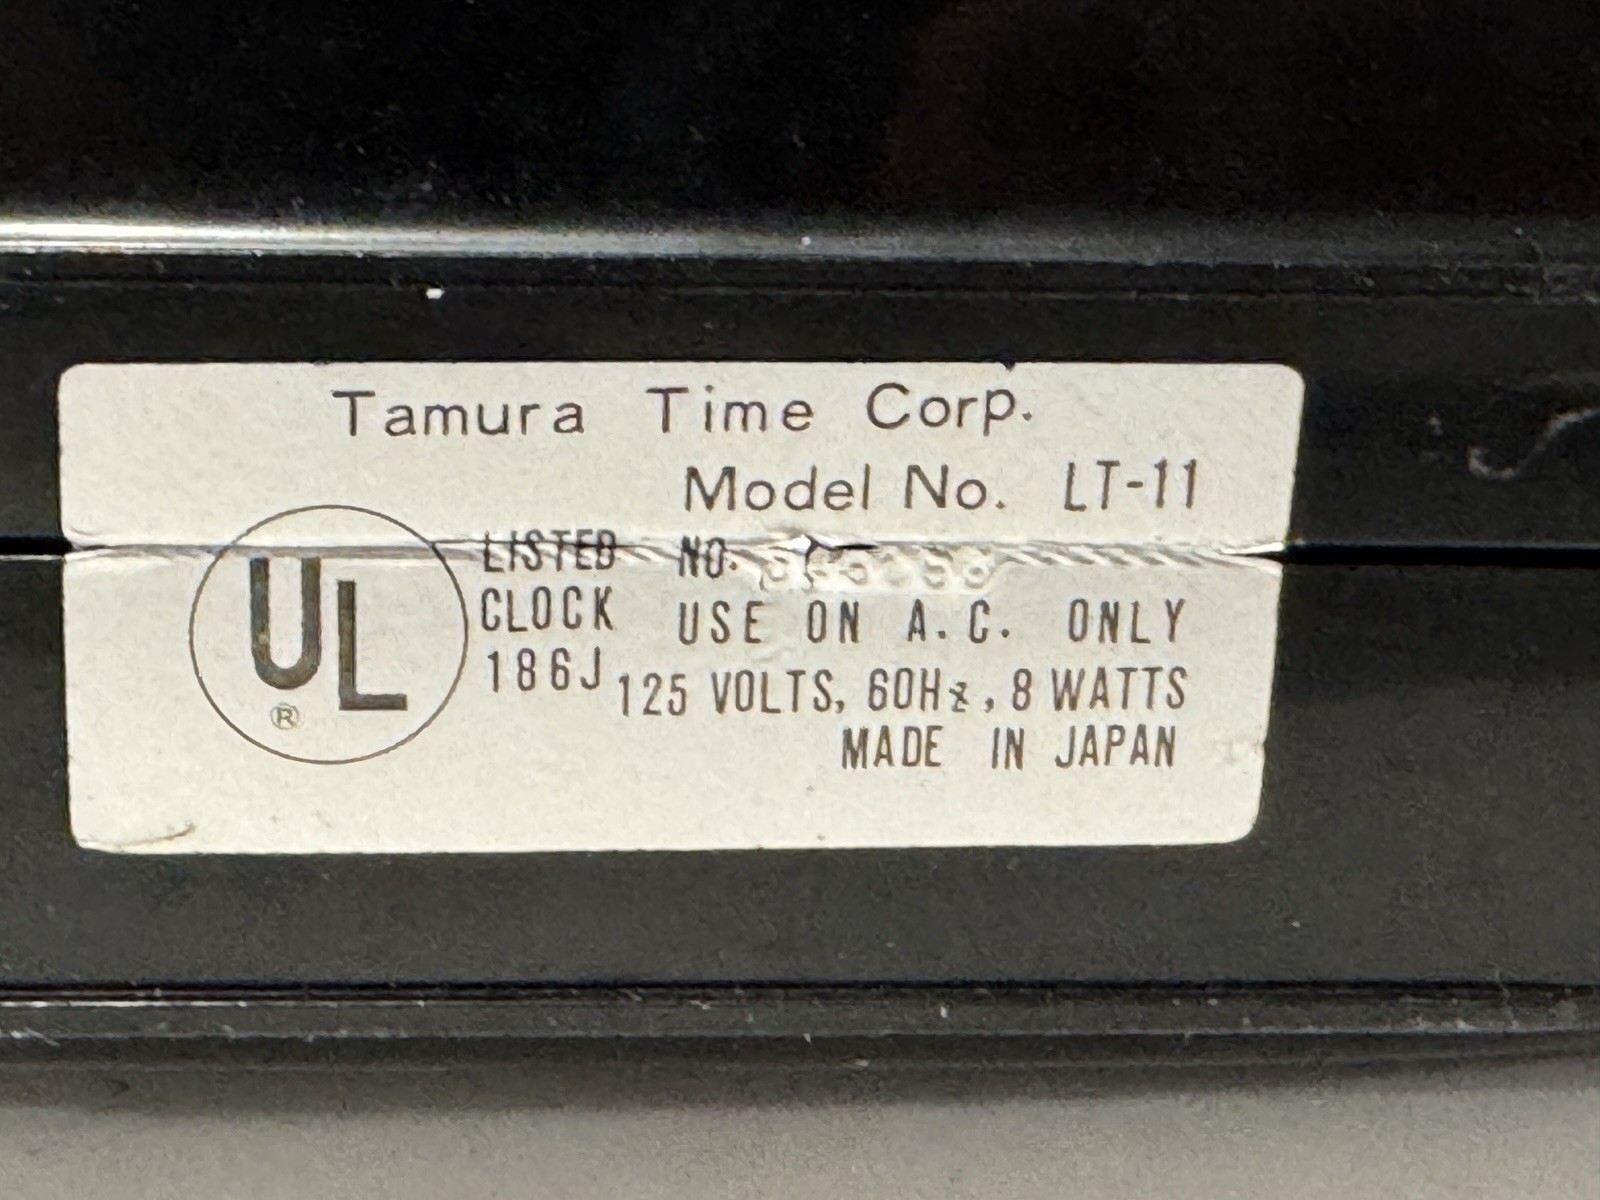 Tamura Time Corp.
Model No. LT-11
LISTED NO.
UL CLOCK USE ON A.C. ONLY
® 186J 125 VOLTS, 60Hz, 8 WATTS
MADE IN JAPAN